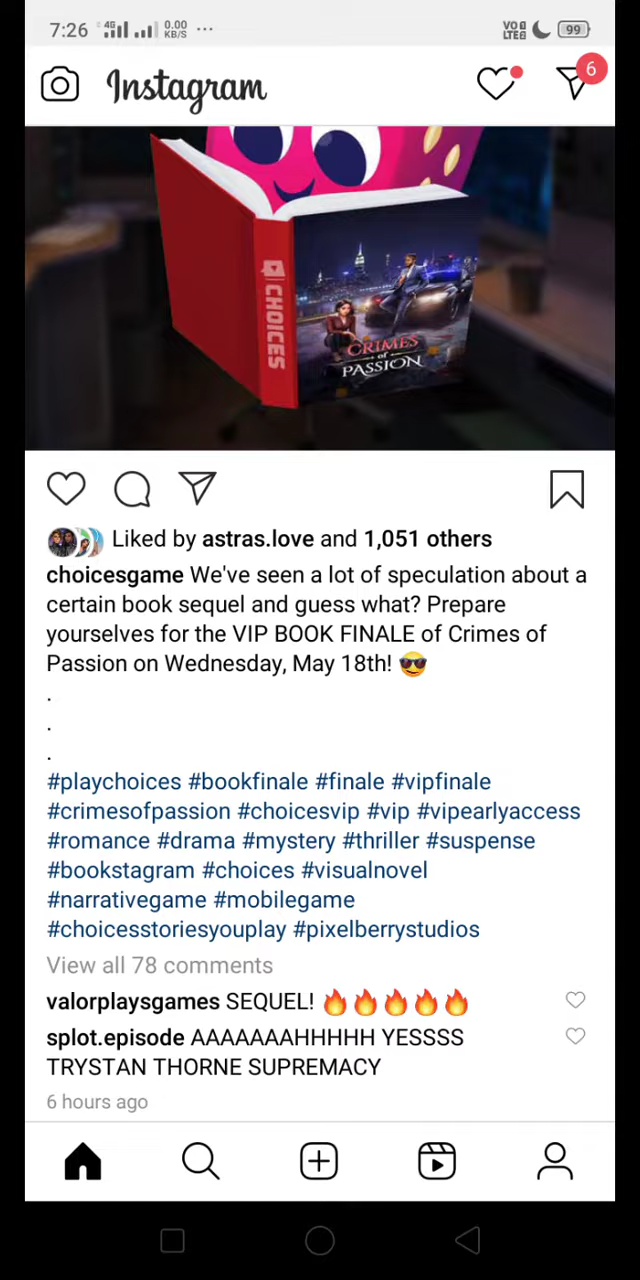 7:26 4G 0.00 KB/S ... VO LTE 99
Instagram 6
CHOICES
CRIMES
of
PASSION
Liked by astras.love and 1,051 others
choicesgame We've seen a lot of speculation about a
certain book sequel and guess what? Prepare
yourselves for the VIP BOOK FINALE of Crimes of
Passion on Wednesday, May 18th! 😎
.
.
.
#playchoices #bookfinale #finale #vipfinale
#crimesofpassion #choicesvip #vip #vipearlyaccess
#romance #drama #mystery #thriller #suspense
#bookstagram #choices #visualnovel
#narrativegame #mobilegame
#choicesstoriesyouplay #pixelberrystudios
View all 78 comments
valorplaysgames SEQUEL! 🔥🔥🔥🔥🔥
splot.episode AAAAAAAHHHHH YESSSS
TRYSTAN THORNE SUPREMACY
6 hours ago